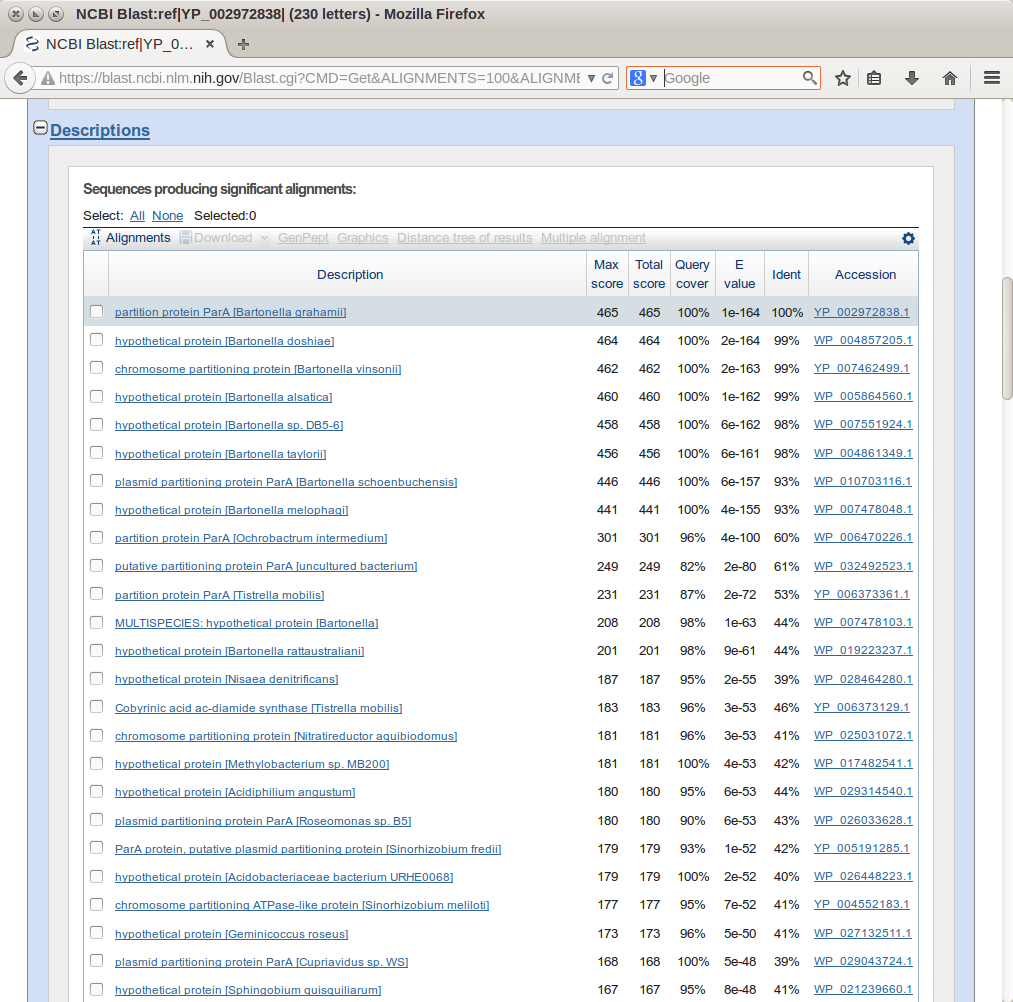 NCBI Blast:ref|YP_002972838| (230 letters) - Mozilla Firefox
NCBI Blast:ref|YP_0...
https://blast.ncbi.nlm.nih.gov/Blast.cgi?CMD=Get&ALIGNMENTS=100&ALIGNME Google
Descriptions
Sequences producing significant alignments:
Select: All None Selected:0
Alignments Download GenPept Graphics Distance tree of results Multiple alignment
Description Max score Total score Query cover E value Ident Accession
partition protein ParA [Bartonella grahamii] 465 465 100% 1e-164 100% YP_002972838.1
hypothetical protein [Bartonella doshiae] 464 464 100% 2e-164 99% WP_004857205.1
chromosome partitioning protein [Bartonella vinsonii] 462 462 100% 2e-163 99% YP_007462499.1
hypothetical protein [Bartonella alsatica] 460 460 100% 1e-162 99% WP_005864560.1
hypothetical protein [Bartonella sp. DB5-6] 458 458 100% 6e-162 98% WP_007551924.1
hypothetical protein [Bartonella taylorii] 456 456 100% 6e-161 98% WP_004861349.1
plasmid partitioning protein ParA [Bartonella schoenbuchensis] 446 446 100% 6e-157 93% WP_010703116.1
hypothetical protein [Bartonella melophagi] 441 441 100% 4e-155 93% WP_007478048.1
partition protein ParA [Ochrobactrum intermedium] 301 301 96% 4e-100 60% WP_006470226.1
putative partitioning protein ParA [uncultured bacterium] 249 249 82% 2e-80 61% WP_032492523.1
partition protein ParA [Tistrella mobilis] 231 231 87% 2e-72 53% YP_006373361.1
MULTISPECIES: hypothetical protein [Bartonella] 208 208 98% 1e-63 44% WP_007478103.1
hypothetical protein [Bartonella rattaustraliani] 201 201 98% 9e-61 44% WP_019223237.1
hypothetical protein [Nisaea denitrificans] 187 187 95% 2e-55 39% WP_028464280.1
Cobyrinic acid ac-diamide synthase [Tistrella mobilis] 183 183 96% 3e-53 46% YP_006373129.1
chromosome partitioning protein [Nitratireductor aquibiodomus] 181 181 96% 3e-53 41% WP_025031072.1
hypothetical protein [Methylobacterium sp. MB200] 181 181 100% 4e-53 42% WP_017482541.1
hypothetical protein [Acidiphilium angustum] 180 180 95% 6e-53 44% WP_029314540.1
plasmid partitioning protein ParA [Roseomonas sp. B5] 180 180 90% 6e-53 43% WP_026033628.1
ParA protein, putative plasmid partitioning protein [Sinorhizobium fredii] 179 179 93% 1e-52 42% YP_005191285.1
hypothetical protein [Acidobacteriaceae bacterium URHE0068] 179 179 100% 2e-52 40% WP_026448223.1
chromosome partitioning ATPase-like protein [Sinorhizobium meliloti] 177 177 95% 7e-52 41% YP_004552183.1
hypothetical protein [Geminicoccus roseus] 173 173 96% 5e-50 41% WP_027132511.1
plasmid partitioning protein ParA [Cupriavidus sp. WS] 168 168 100% 5e-48 39% WP_029043724.1
hypothetical protein [Sphingobium quisquiliarum] 167 167 95% 8e-48 41% WP_021239660.1